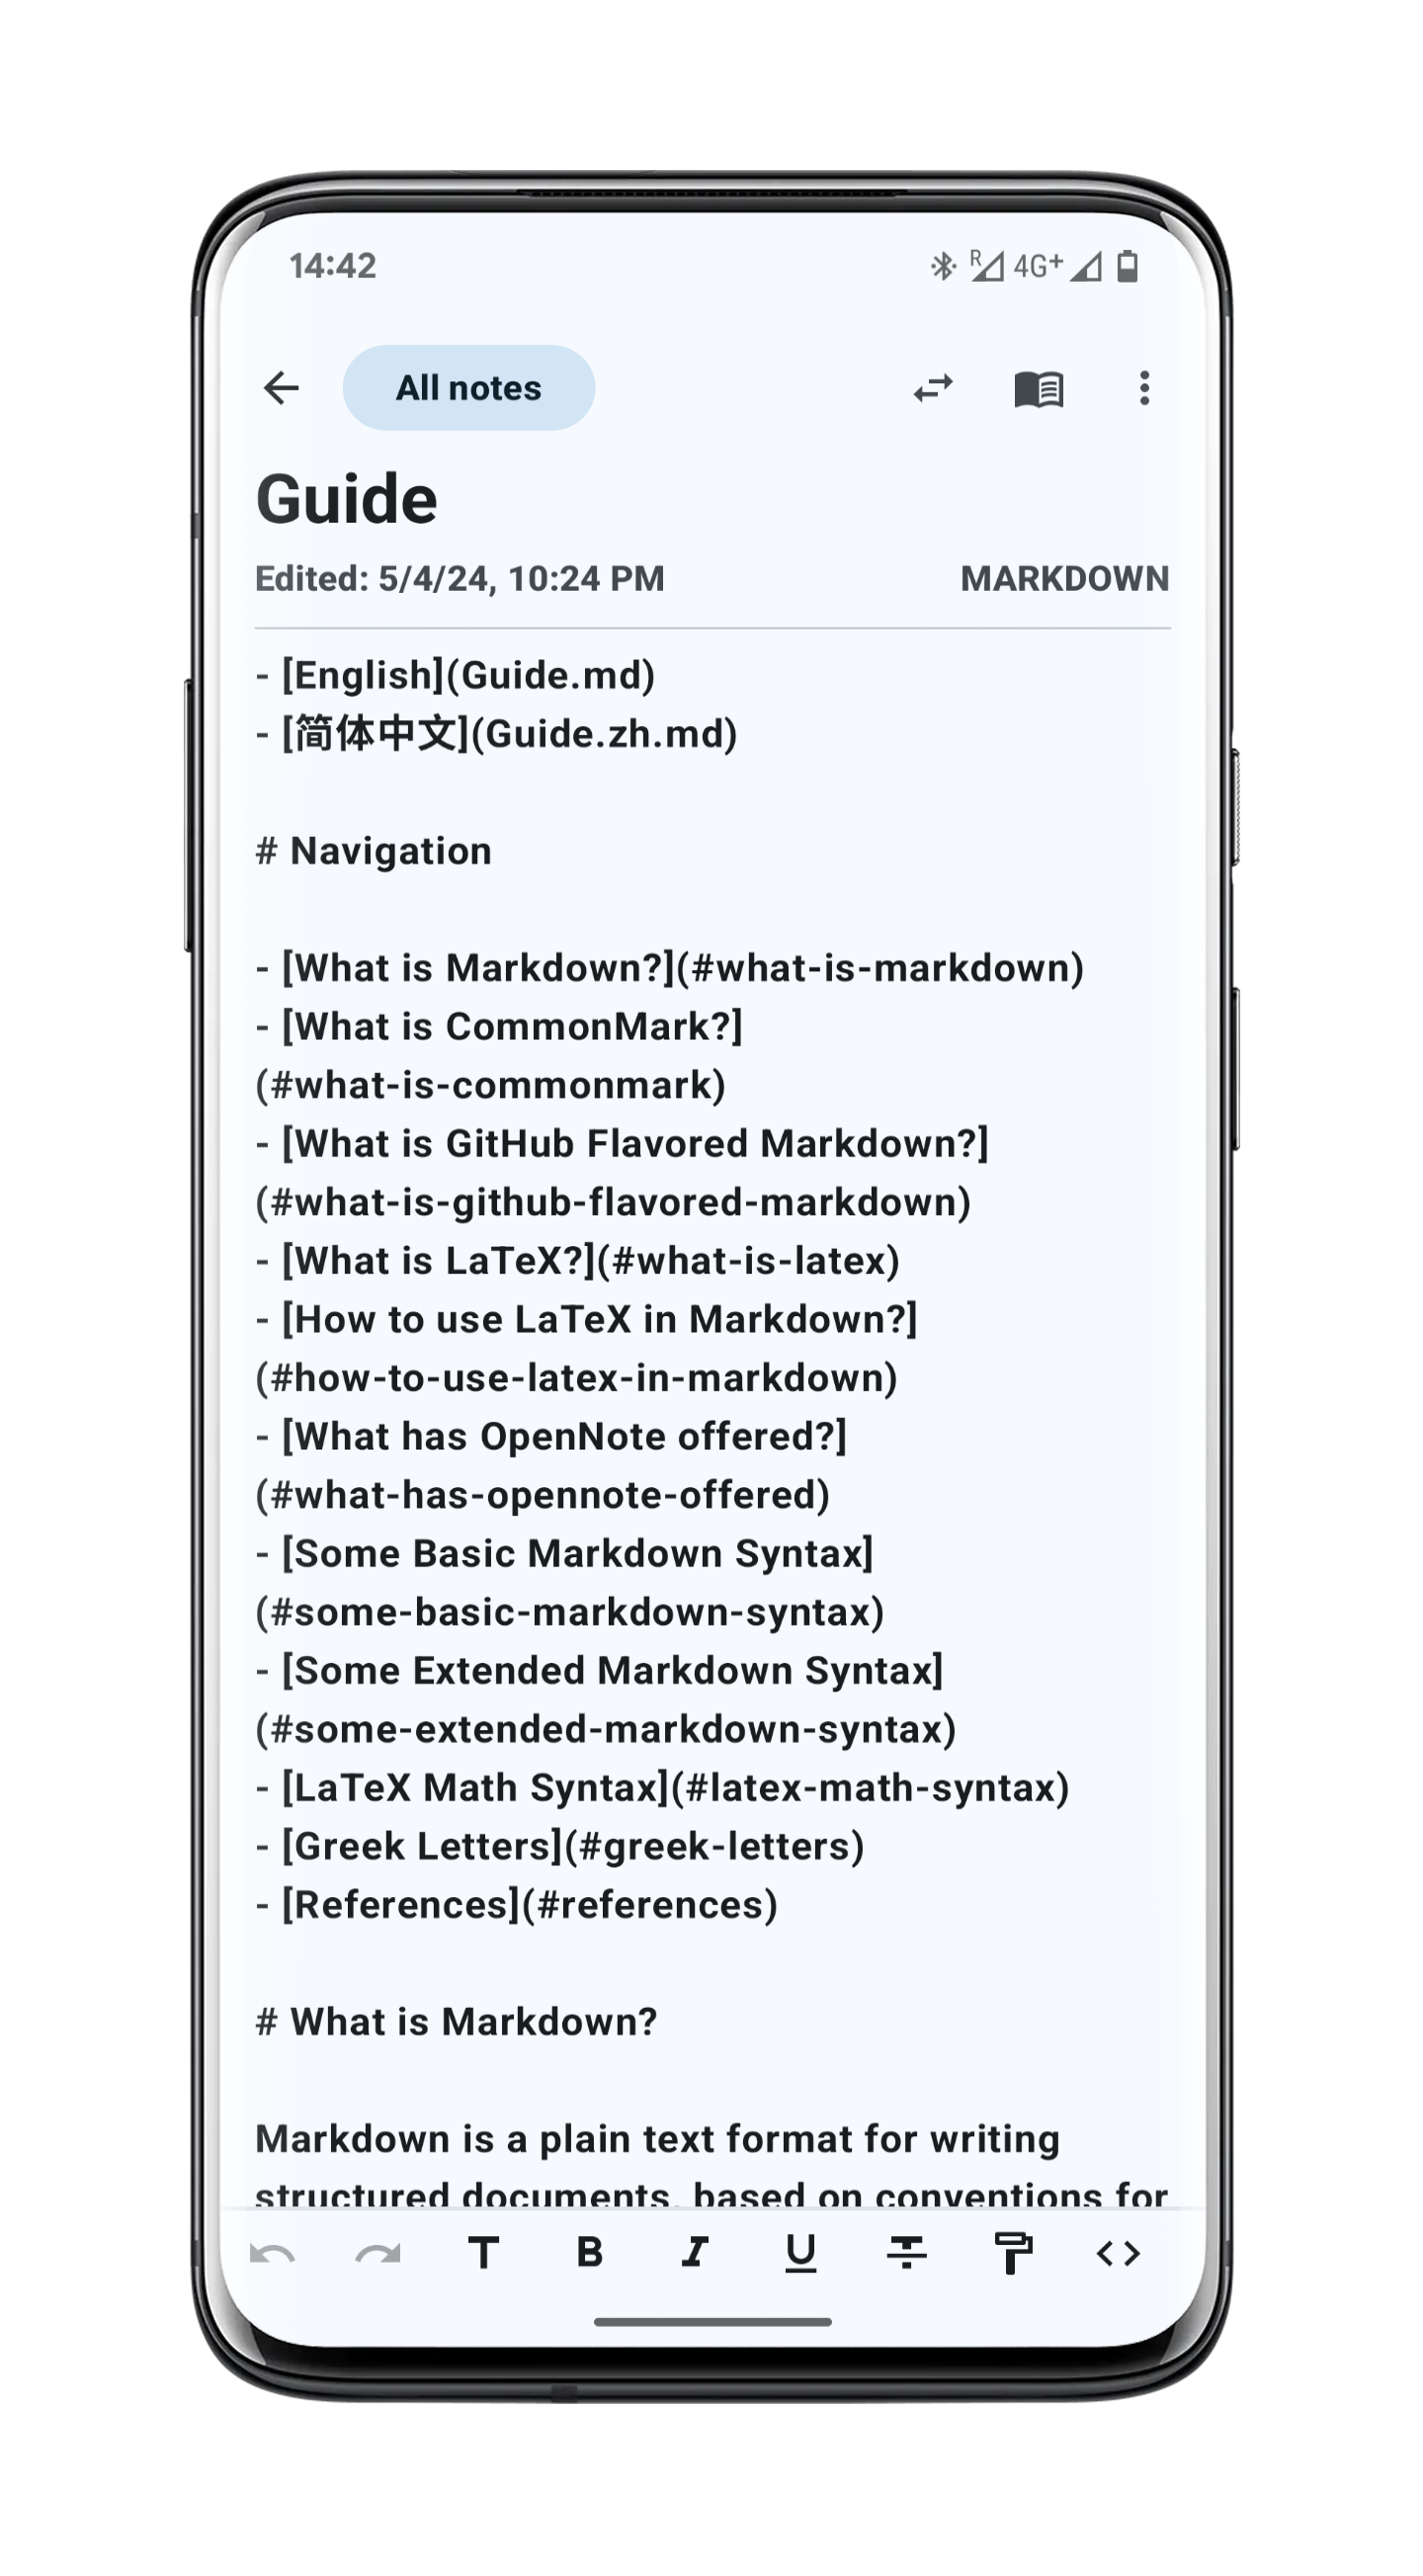 14:42
R 4G+
All notes
Guide
Edited: 5/4/24, 10:24 PM
MARKDOWN
- [English](Guide.md)
- [简体中文](Guide.zh.md)
# Navigation
- [What is Markdown?](#what-is-markdown)
- [What is CommonMark?]
(#what-is-commonmark)
- [What is GitHub Flavored Markdown?]
(#what-is-github-flavored-markdown)
- [What is LaTeX?](#what-is-latex)
- [How to use LaTeX in Markdown?]
(#how-to-use-latex-in-markdown)
- [What has OpenNote offered?]
(#what-has-opennote-offered)
- [Some Basic Markdown Syntax]
(#some-basic-markdown-syntax)
- [Some Extended Markdown Syntax]
(#some-extended-markdown-syntax)
- [LaTeX Math Syntax](#latex-math-syntax)
- [Greek Letters](#greek-letters)
- [References](#references)
# What is Markdown?
Markdown is a plain text format for writing
structured documents, based on conventions for
T B I U T <>